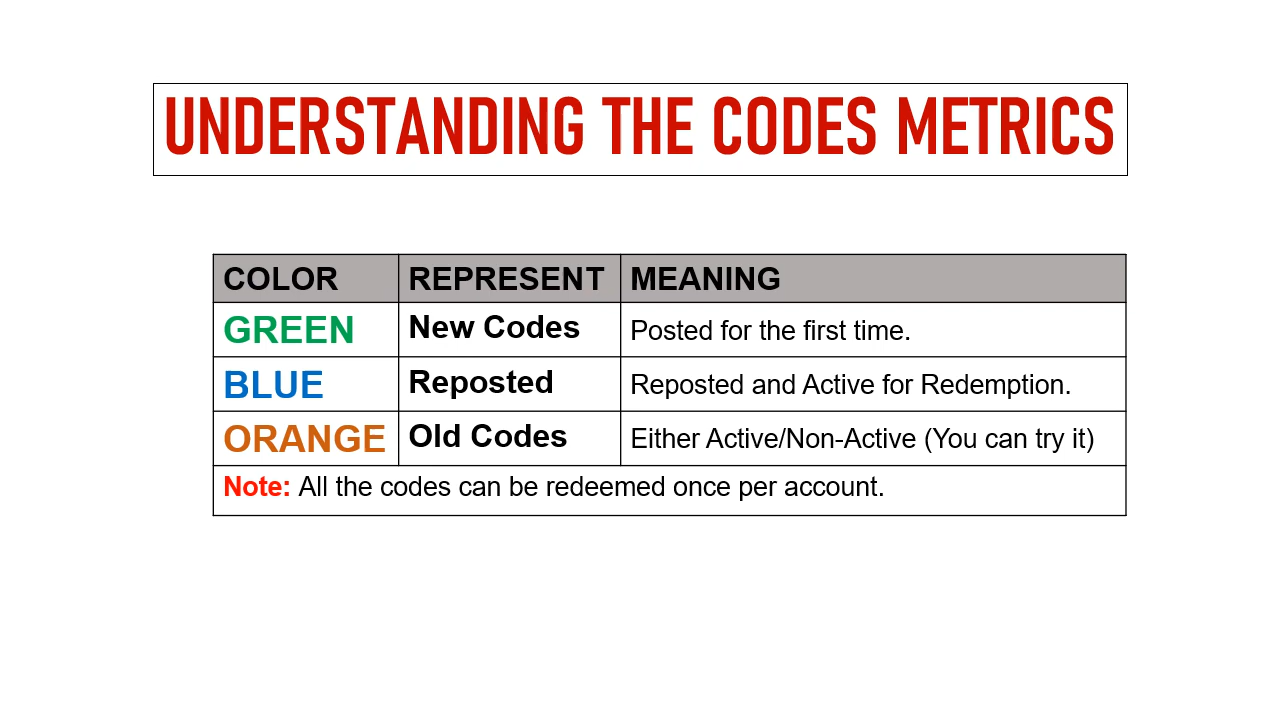 UNDERSTANDING THE CODES METRICS
COLOR REPRESENT MEANING
GREEN New Codes Posted for the first time.
BLUE Reposted Reposted and Active for Redemption.
ORANGE Old Codes Either Active/Non-Active (You can try it)
Note: All the codes can be redeemed once per account.